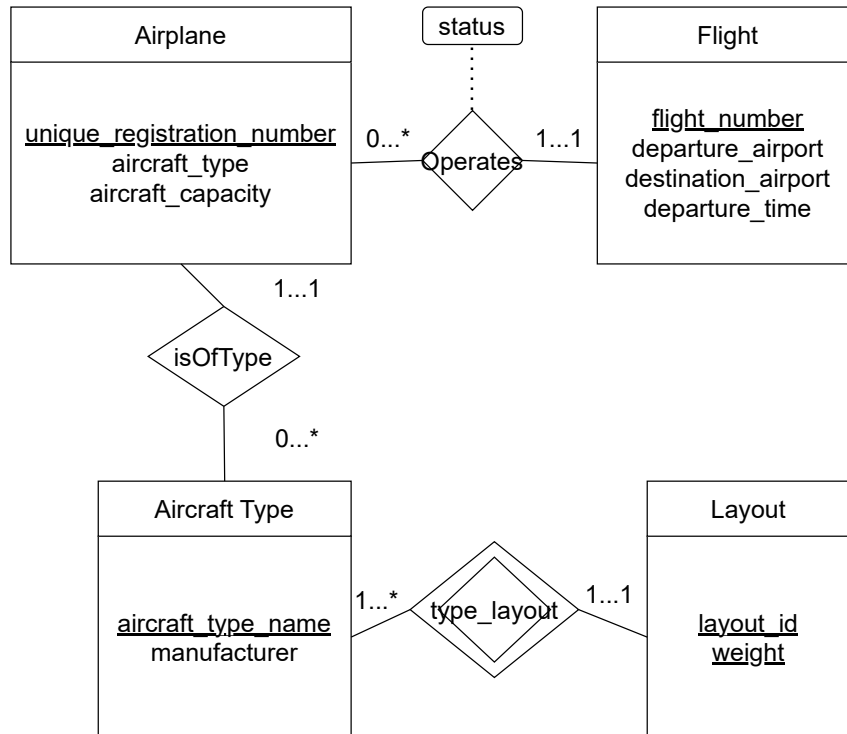 Airplane
status
Flight
unique_registration_number
aircraft_type
aircraft_capacity
0...*
Operates
1...1
flight_number
departure_airport
destination_airport
departure_time
1...1
isOfType
0...*
Aircraft Type
Layout
aircraft_type_name
manufacturer
1...*
type_layout
1...1
layout_id
weight